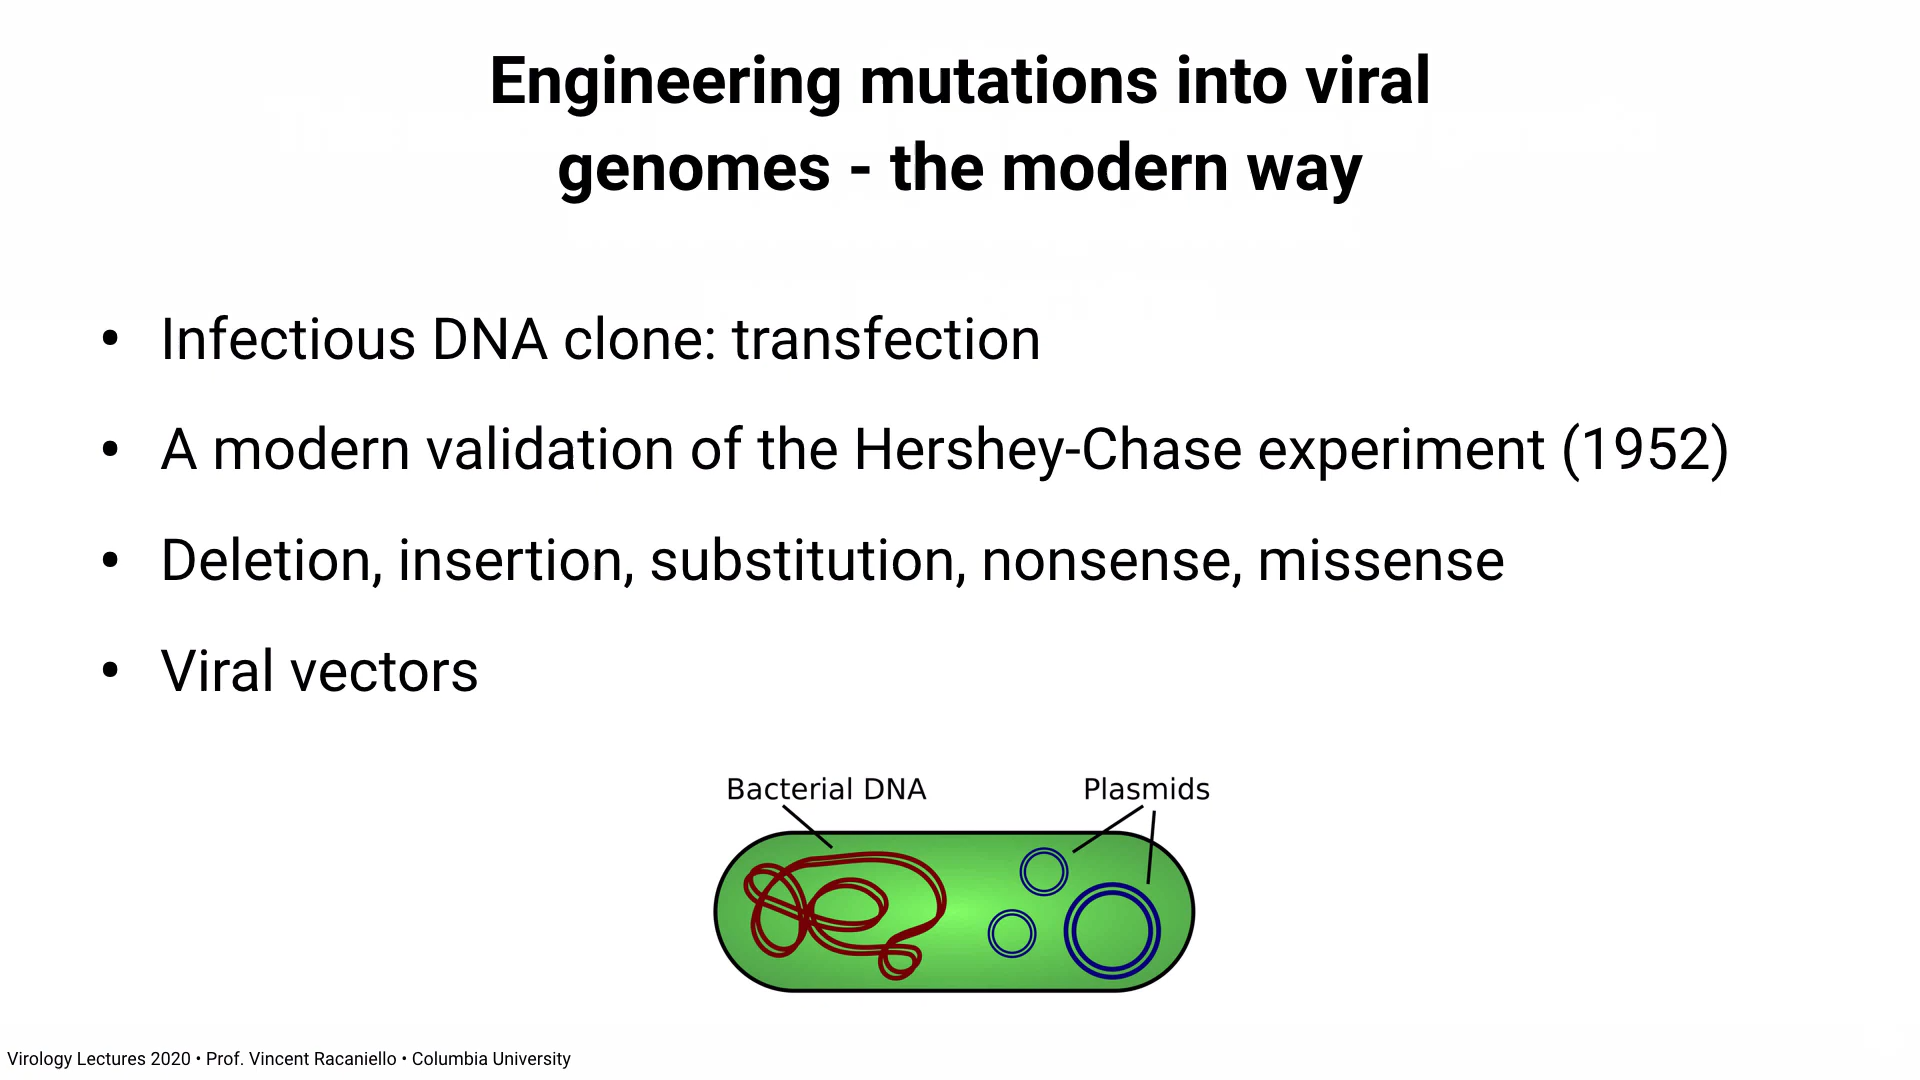 Engineering mutations into viral
genomes - the modern way
• Infectious DNA clone: transfection
• A modern validation of the Hershey-Chase experiment (1952)
• Deletion, insertion, substitution, nonsense, missense
• Viral vectors
Bacterial DNA
Plasmids
Virology Lectures 2020 • Prof. Vincent Racaniello • Columbia University